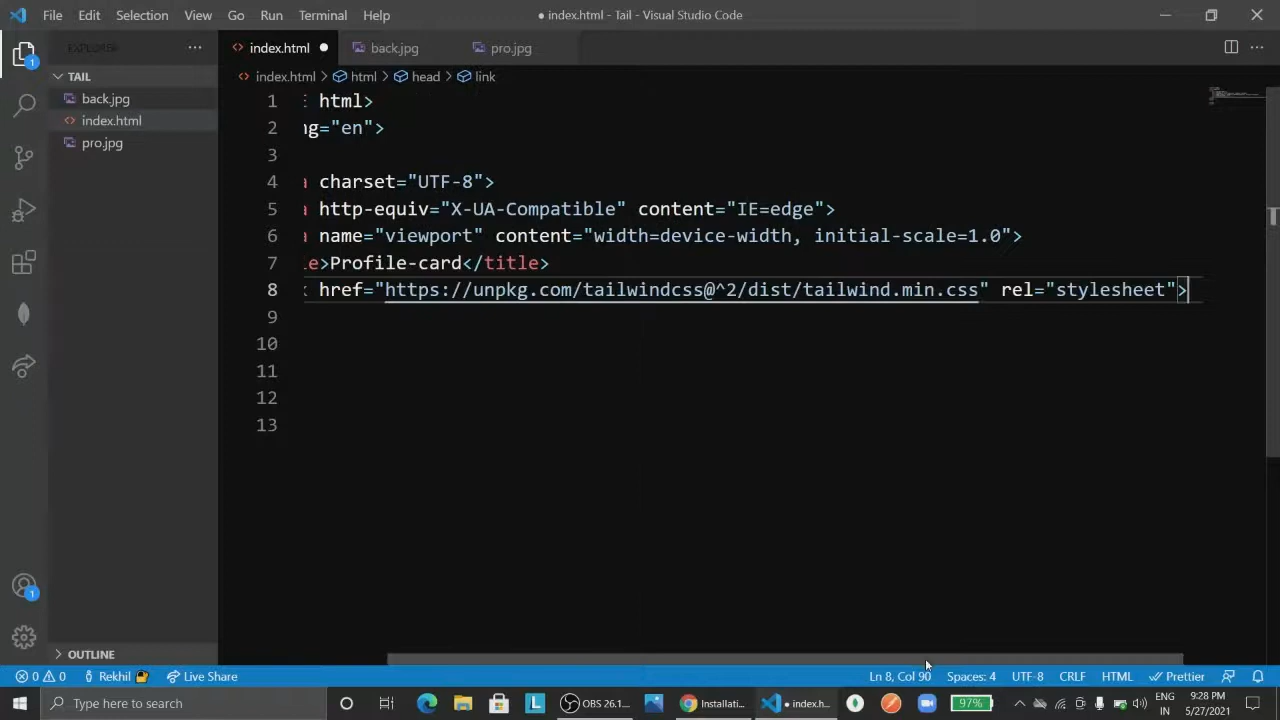 File Edit Selection View Go Run Terminal Help
● index.html - Tail - Visual Studio Code
EXPLORER
index.html
back.jpg
pro.jpg
index.html > html > head > link
TAIL
back.jpg
index.html
pro.jpg
1 html>
2 ng="en">
3
4 charset="UTF-8">
5 http-equiv="X-UA-Compatible" content="IE=edge">
6 name="viewport" content="width=device-width, initial-scale=1.0">
7 le>Profile-card</title>
8 href="https://unpkg.com/tailwindcss@^2/dist/tailwind.min.css" rel="stylesheet">
9
10
11
12
13
1
1
OUTLINE
0 0 Rekhil Live Share
Ln 8, Col 90 Spaces: 4 UTF-8 CRLF HTML Prettier
Type here to search
L
OBS 26.1...
Installati...
● index.h...
97%
ENG
IN
9:28 PM
5/27/2021